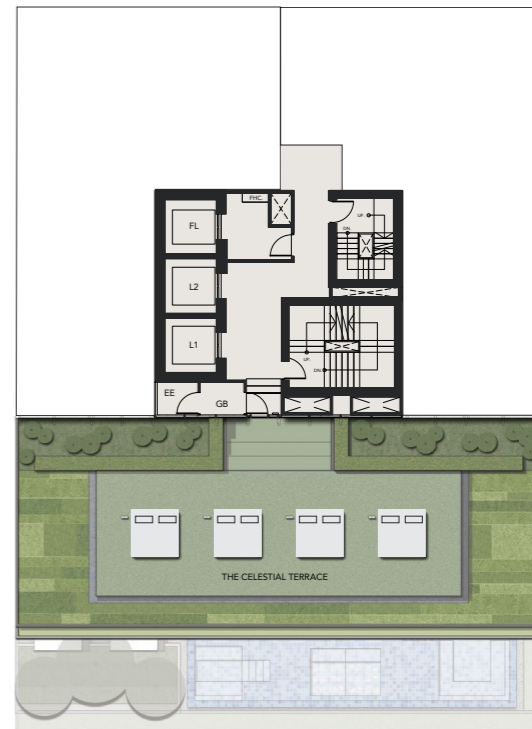 FHC.
UP.
FL
DN.
L2
L1
UP.
DN.
EE
GB
THE CELESTIAL TERRACE